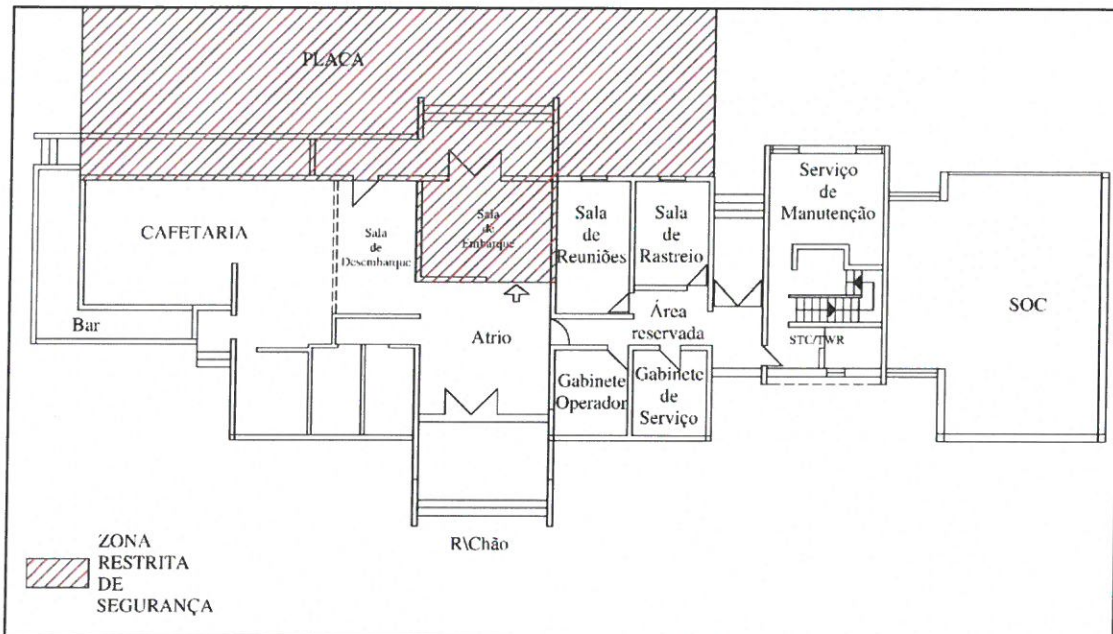 PLACA
Serviço
de
Manutenção
CAFETARIA
Sala
de
Desembarque
Sala
de
Embarque
Sala
de
Reuniões
Sala
de
Rastreio
SOC
Bar
Atrio
Área
reservada
STC/TWR
Gabinete
Operador
Gabinete
de
Serviço
R\Chão
ZONA
RESTRITA
DE
SEGURANÇA